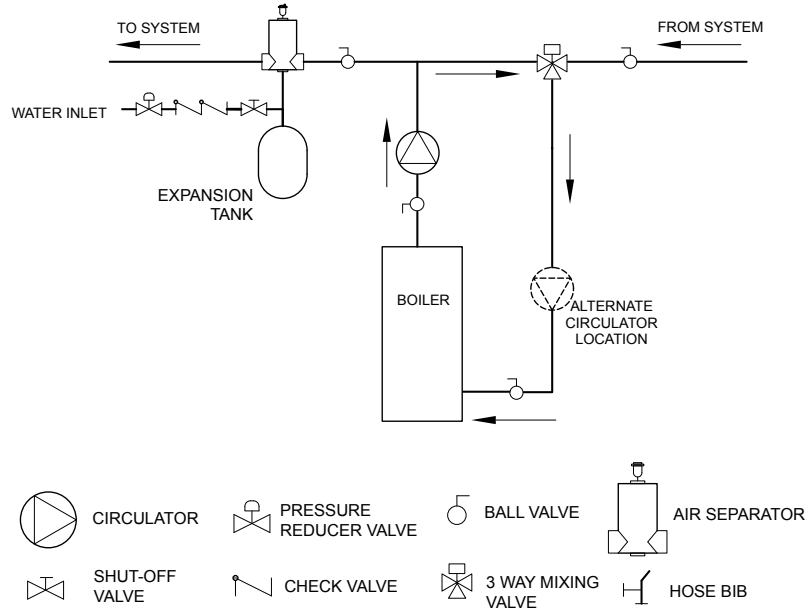 TO SYSTEM
FROM SYSTEM
WATER INLET
EXPANSION
TANK
BOILER
ALTERNATE
CIRCULATOR
LOCATION
CIRCULATOR
PRESSURE
REDUCER VALVE
BALL VALVE
AIR SEPARATOR
SHUT-OFF
VALVE
CHECK VALVE
3 WAY MIXING
VALVE
HOSE BIB